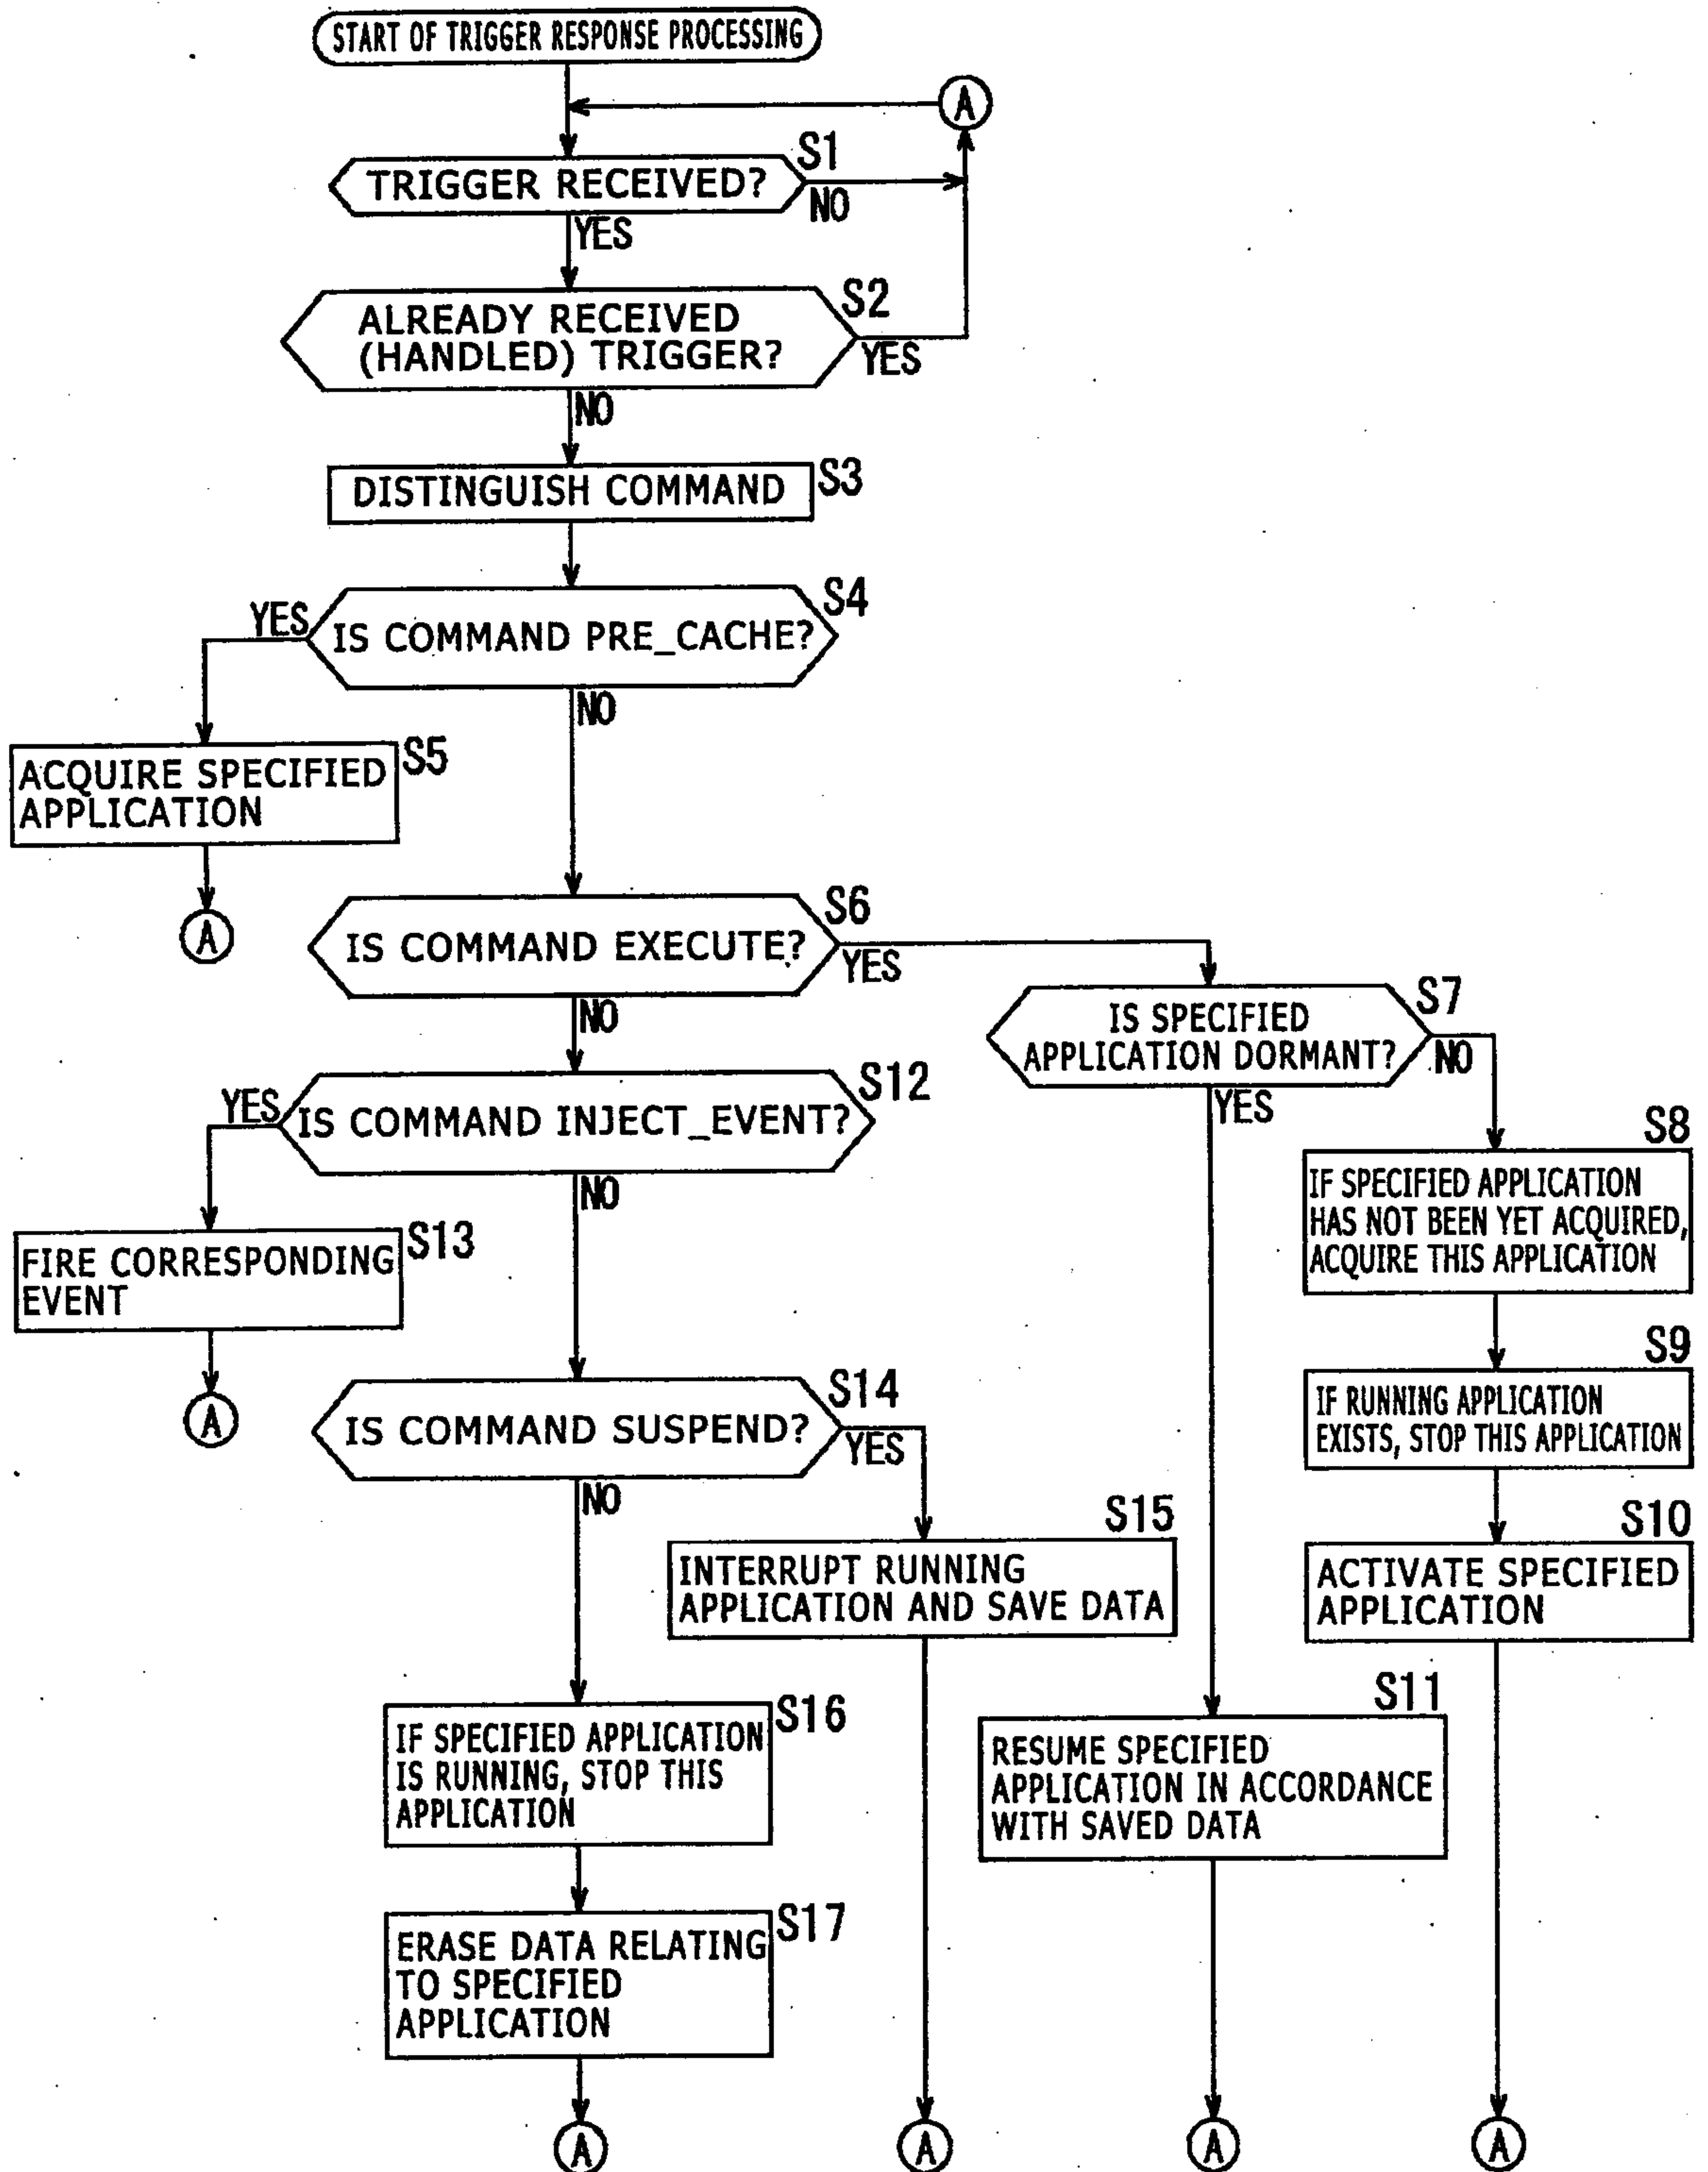 START OF TRIGGER RESPONSE PROCESSING
A
S1
TRIGGER RECEIVED?
NO
YES
S2
ALREADY RECEIVED
(HANDLED) TRIGGER?
YES
NO
DISTINGUISH COMMAND
S3
S4
YES
IS COMMAND PRE_CACHE?
NO
S5
ACQUIRE SPECIFIED
APPLICATION
A
S6
IS COMMAND EXECUTE?
YES
NO
S7
IS SPECIFIED
APPLICATION DORMANT?
NO
YES
S8
IF SPECIFIED APPLICATION
HAS NOT BEEN YET ACQUIRED,
ACQUIRE THIS APPLICATION
S9
IF RUNNING APPLICATION
EXISTS, STOP THIS APPLICATION
S10
ACTIVATE SPECIFIED
APPLICATION
A
S11
RESUME SPECIFIED
APPLICATION IN ACCORDANCE
WITH SAVED DATA
A
S12
YES
IS COMMAND INJECT_EVENT?
NO
S13
FIRE CORRESPONDING
EVENT
A
S14
IS COMMAND SUSPEND?
YES
NO
S15
INTERRUPT RUNNING
APPLICATION AND SAVE DATA
A
S16
IF SPECIFIED APPLICATION
IS RUNNING, STOP THIS
APPLICATION
S17
ERASE DATA RELATING
TO SPECIFIED
APPLICATION
A